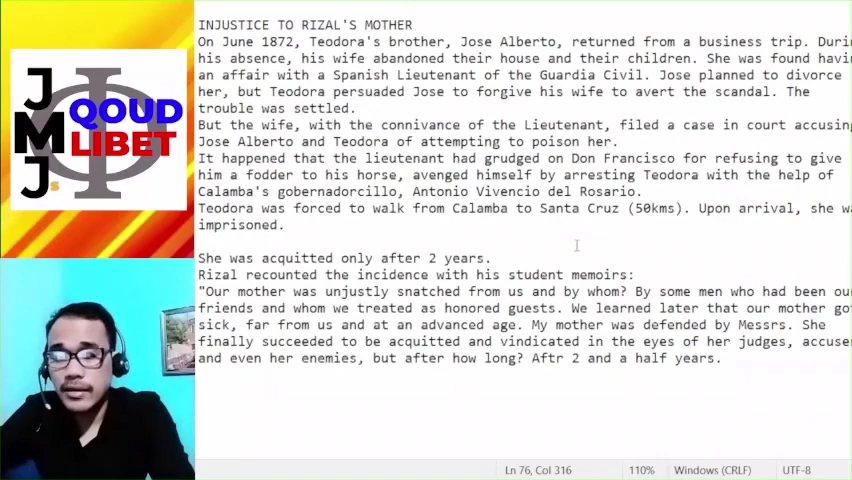 INJUSTICE TO RIZAL'S MOTHER
On June 1872, Teodora's brother, Jose Alberto, returned from a business trip. Durin
his absence, his wife abandoned their house and their children. She was found havin
an affair with a Spanish Lieutenant of the Guardia Civil. Jose planned to divorce
her, but Teodora persuaded Jose to forgive his wife to avert the scandal. The
trouble was settled.
But the wife, with the connivance of the Lieutenant, filed a case in court accusing
Jose Alberto and Teodora of attempting to poison her.
It happened that the lieutenant had grudged on Don Francisco for refusing to give
him a fodder to his horse, avenged himself by arresting Teodora with the help of
Calamba's gobernadorcillo, Antonio Vivencio del Rosario.
Teodora was forced to walk from Calamba to Santa Cruz (50kms). Upon arrival, she wa
imprisoned.
She was acquitted only after 2 years.
Rizal recounted the incidence with his student memoirs:
"Our mother was unjustly snatched from us and by whom? By some men who had been our
friends and whom we treated as honored guests. We learned later that our mother got
sick, far from us and at an advanced age. My mother was defended by Messrs. She
finally succeeded to be acquitted and vindicated in the eyes of her judges, accuse
and even her enemies, but after how long? Aftr 2 and a half years.
JMJs
QOUD
LIBET
Ln 76, Col 316
110%
Windows (CRLF)
UTF-8